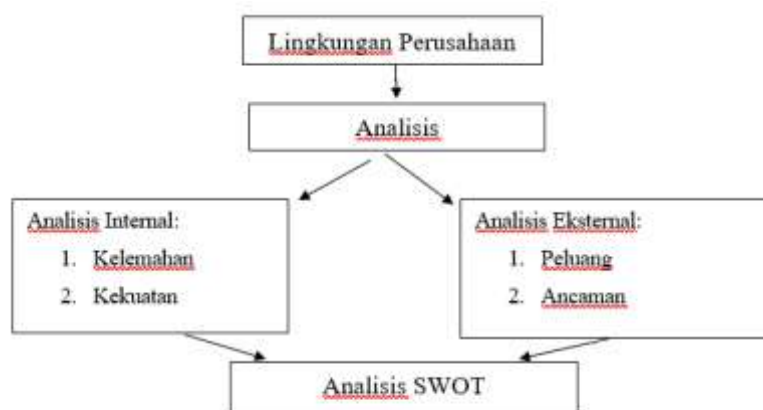 Lingkungan Perusahaan
Analisis
Analisis Internal:
1. Kelemahan
2. Kekuatan
Analisis Eksternal:
1. Peluang
2. Ancaman
Analisis SWOT